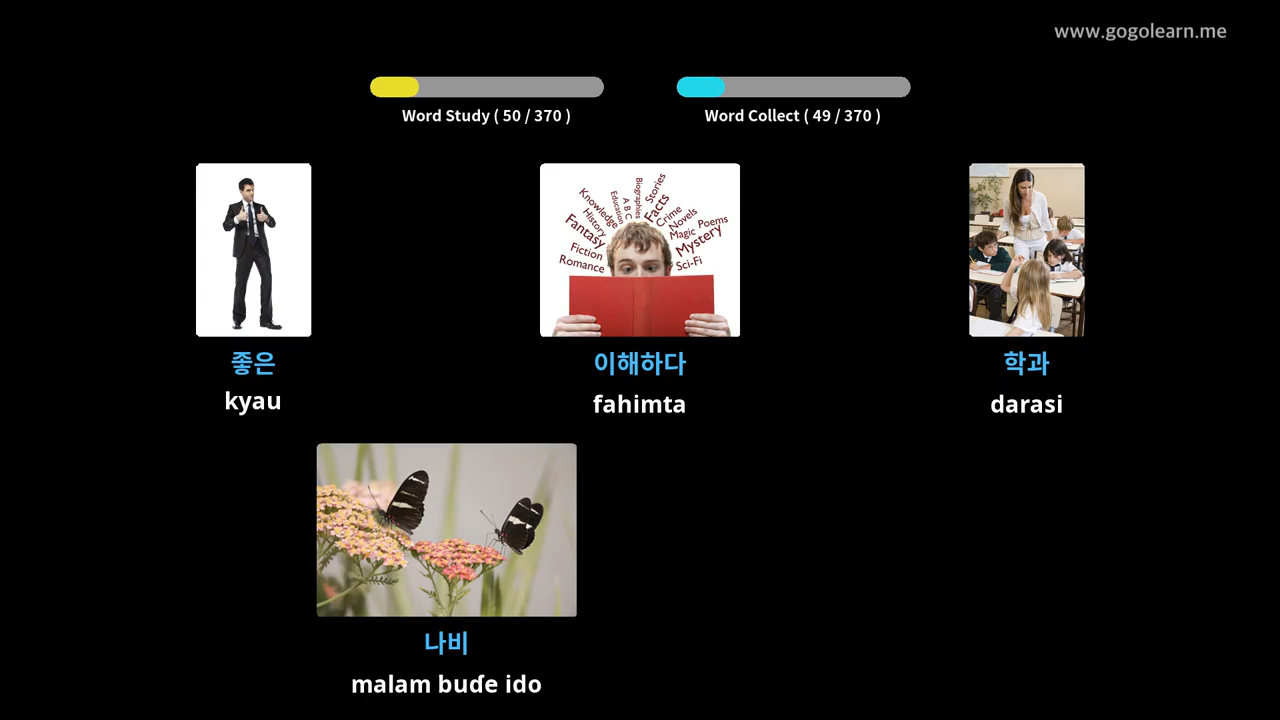 www.gogolearn.me
Word Study ( 50 / 370 )
Word Collect ( 49 / 370 )
Knowledge
Education
A B C
Biographies
Stories
Facts
Crime
Novels
Poems
Magic
Mystery
Sci-Fi
History
Fantasy
Fiction
Romance
좋은
이해하다
학과
kyau
fahimta
darasi
나비
malam buɗe ido